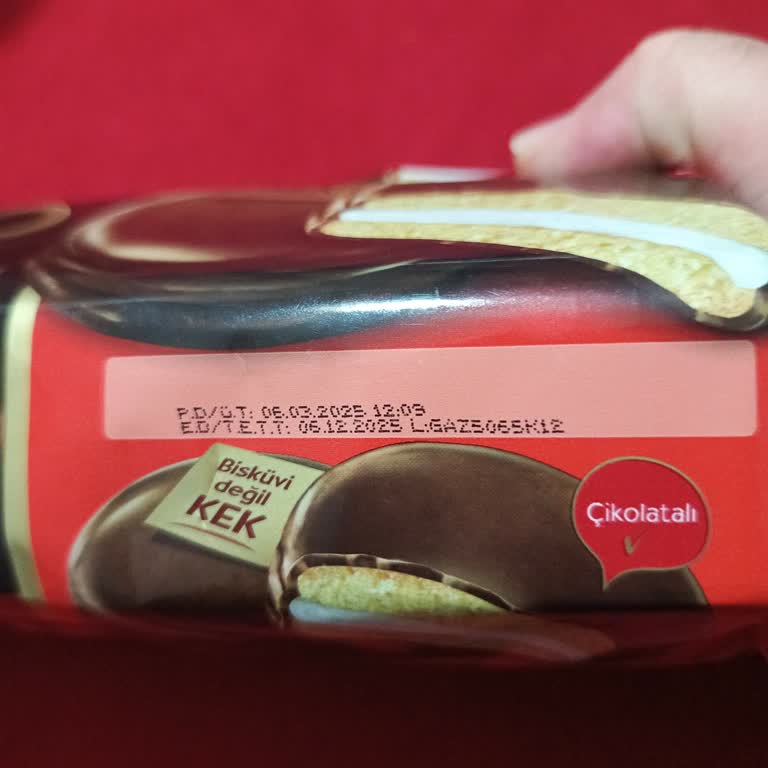 P.D/Ü.T: 06.03.2025 12:09
E.D/T.E.T.T: 06.12.2025 L:GAZ5065K12
Bisküvi
değil
KEK
Çikolatalı